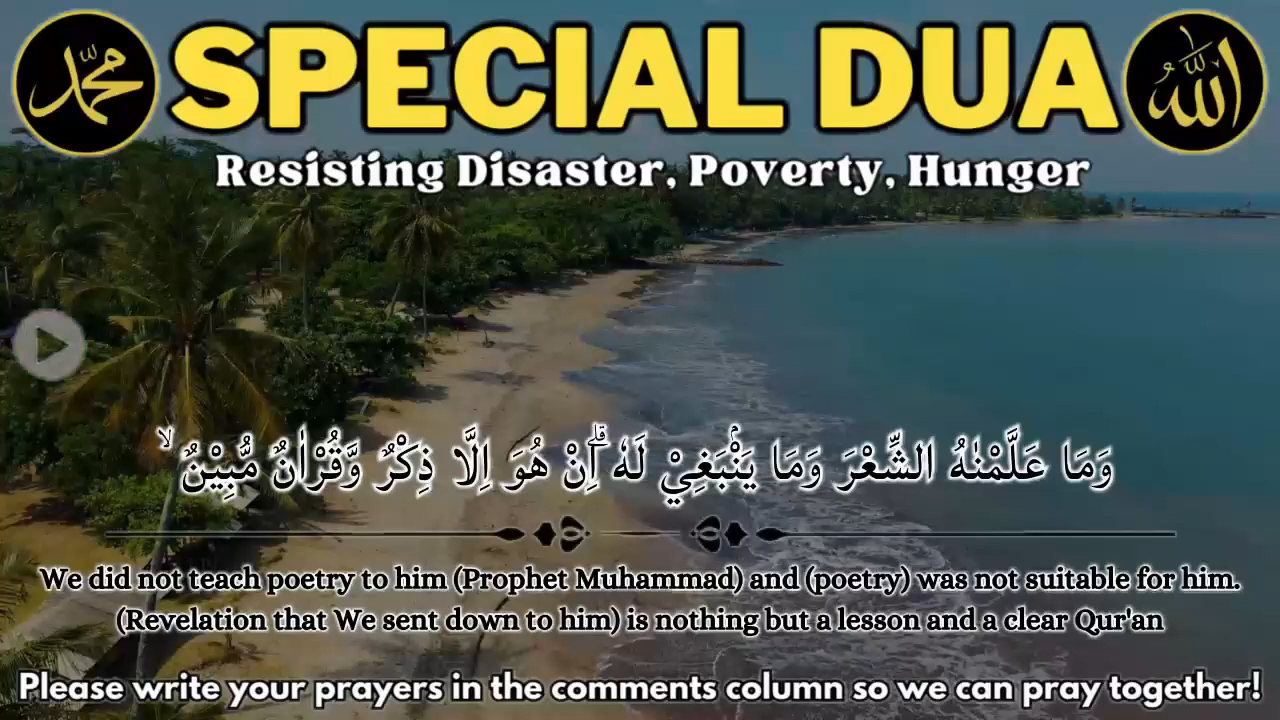 محمد
SPECIAL DUA
الله
Resisting Disaster, Poverty, Hunger
وَمَا عَلَّمْنٰهُ الشِّعْرَ وَمَا يَنْۢبَغِيْ لَهٗ ۗاِنْ هُوَ اِلَّا ذِكْرٌ وَّقُرْاٰنٌ مُّبِيْنٌ ۙ
We did not teach poetry to him (Prophet Muhammad) and (poetry) was not suitable for him.
(Revelation that We sent down to him) is nothing but a lesson and a clear Qur'an
Please write your prayers in the comments column so we can pray together!